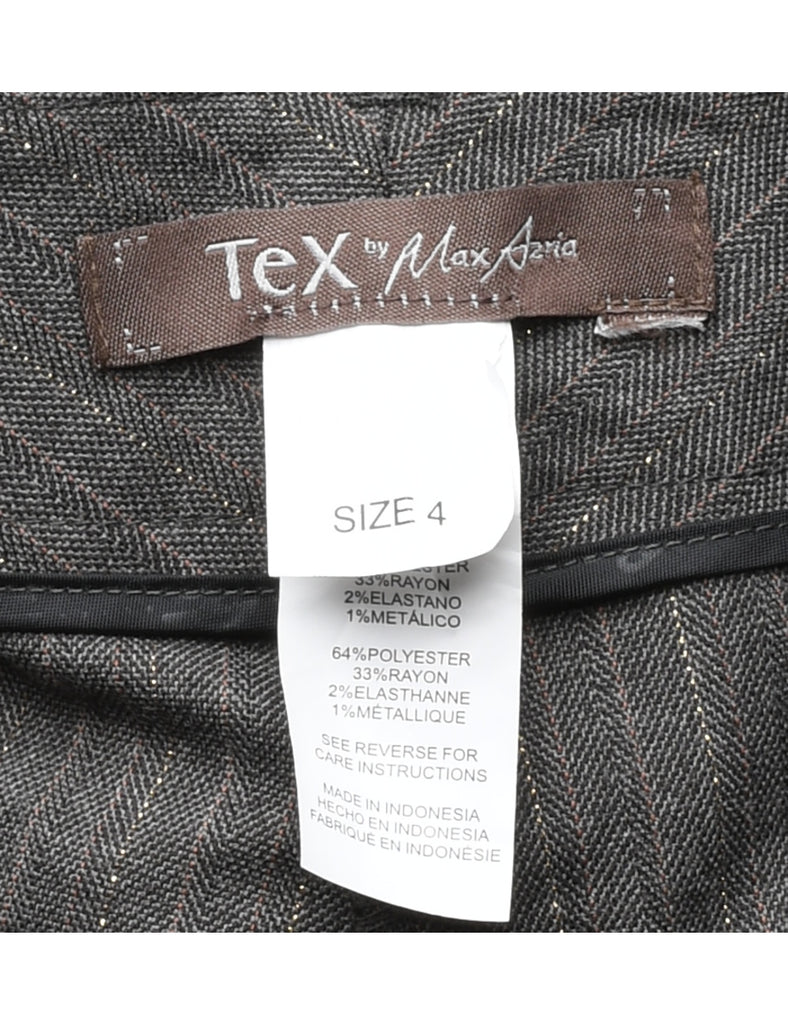 TeX by Max Azria
SIZE 4
33%RAYON
2%ELASTANO
1%METÁLICO
64%POLYESTER
33%RAYON
2%ELASTHANNE
1%MÉTALLIQUE
SEE REVERSE FOR
CARE INSTRUCTIONS
MADE IN INDONESIA
HECHO EN INDONESIA
FABRIQUÉ EN INDONÉSIE